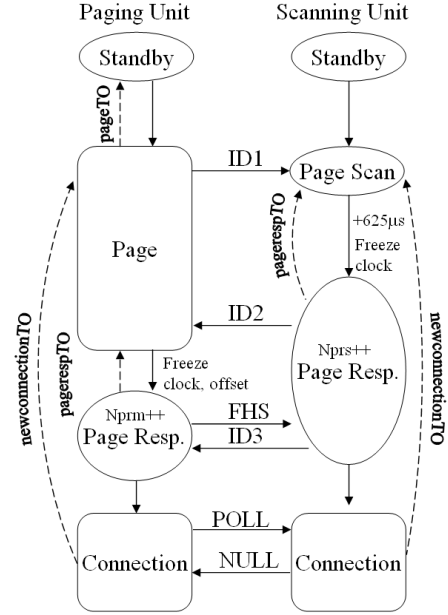 Paging Unit
Scanning Unit
Standby
Standby
pageTO
ID1
Page Scan
Page
pagerespTO
+625µs
Freeze
clock
ID2
newconnectionTO
pagerespTO
Freeze
clock, offset
Nprs++
Page Resp.
newconnectionTO
Nprm++
Page Resp.
FHS
ID3
POLL
Connection
Connection
NULL